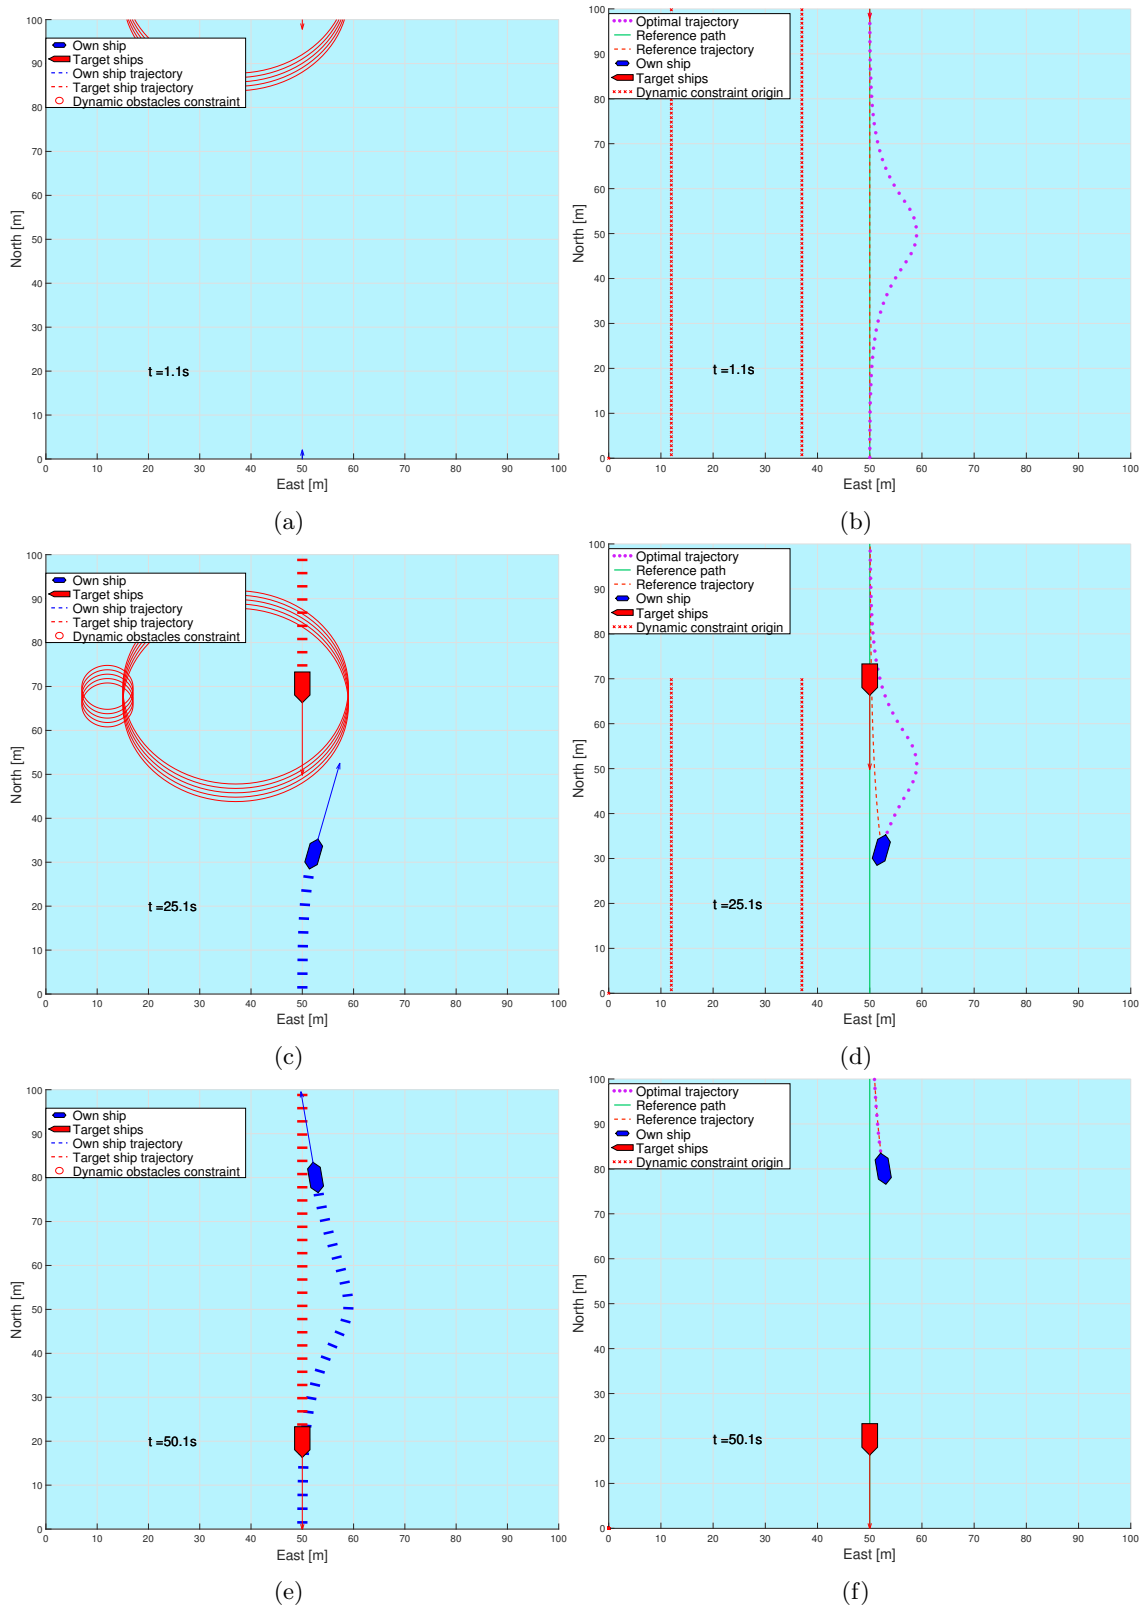 Own ship
Target ships
Own ship trajectory
Target ship trajectory
Dynamic obstacles constraint
100
90
80
70
60
50
40
30
20
10
0
North [m]
t =1.1s
0 10 20 30 40 50 60 70 80 90 100
East [m]
(a)
Optimal trajectory
Reference path
Reference trajectory
Own ship
Target ships
Dynamic constraint origin
100
90
80
70
60
50
40
30
20
10
0
North [m]
t =1.1s
0 10 20 30 40 50 60 70 80 90 100
East [m]
(b)
Own ship
Target ships
Own ship trajectory
Target ship trajectory
Dynamic obstacles constraint
100
90
80
70
60
50
40
30
20
10
0
North [m]
t =25.1s
0 10 20 30 40 50 60 70 80 90 100
East [m]
(c)
Optimal trajectory
Reference path
Reference trajectory
Own ship
Target ships
Dynamic constraint origin
100
90
80
70
60
50
40
30
20
10
0
North [m]
t =25.1s
0 10 20 30 40 50 60 70 80 90 100
East [m]
(d)
Own ship
Target ships
Own ship trajectory
Target ship trajectory
Dynamic obstacles constraint
100
90
80
70
60
50
40
30
20
10
0
North [m]
t =50.1s
0 10 20 30 40 50 60 70 80 90 100
East [m]
(e)
Optimal trajectory
Reference path
Reference trajectory
Own ship
Target ships
Dynamic constraint origin
100
90
80
70
60
50
40
30
20
10
0
North [m]
t =50.1s
0 10 20 30 40 50 60 70 80 90 100
East [m]
(f)